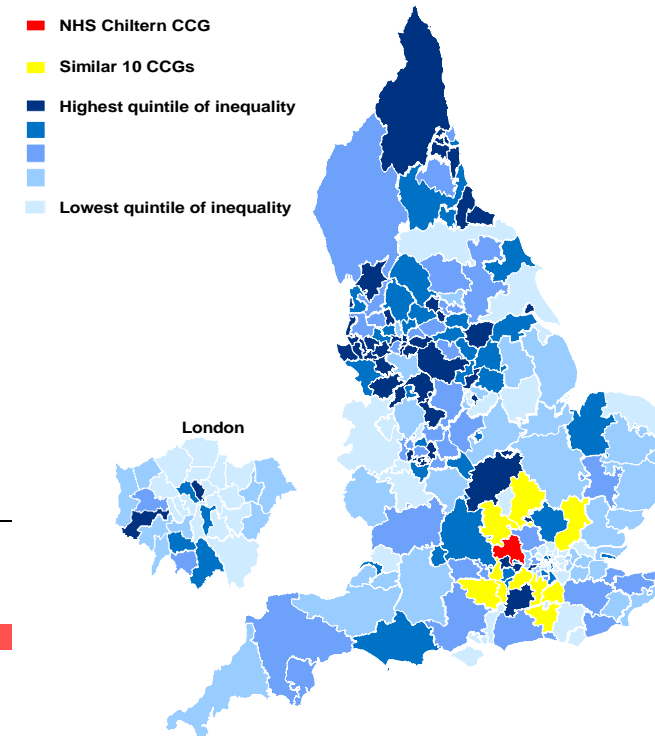 NHS Chiltern CCG
Similar 10 CCGs
Highest quintile of inequality
Lowest quintile of inequality
London